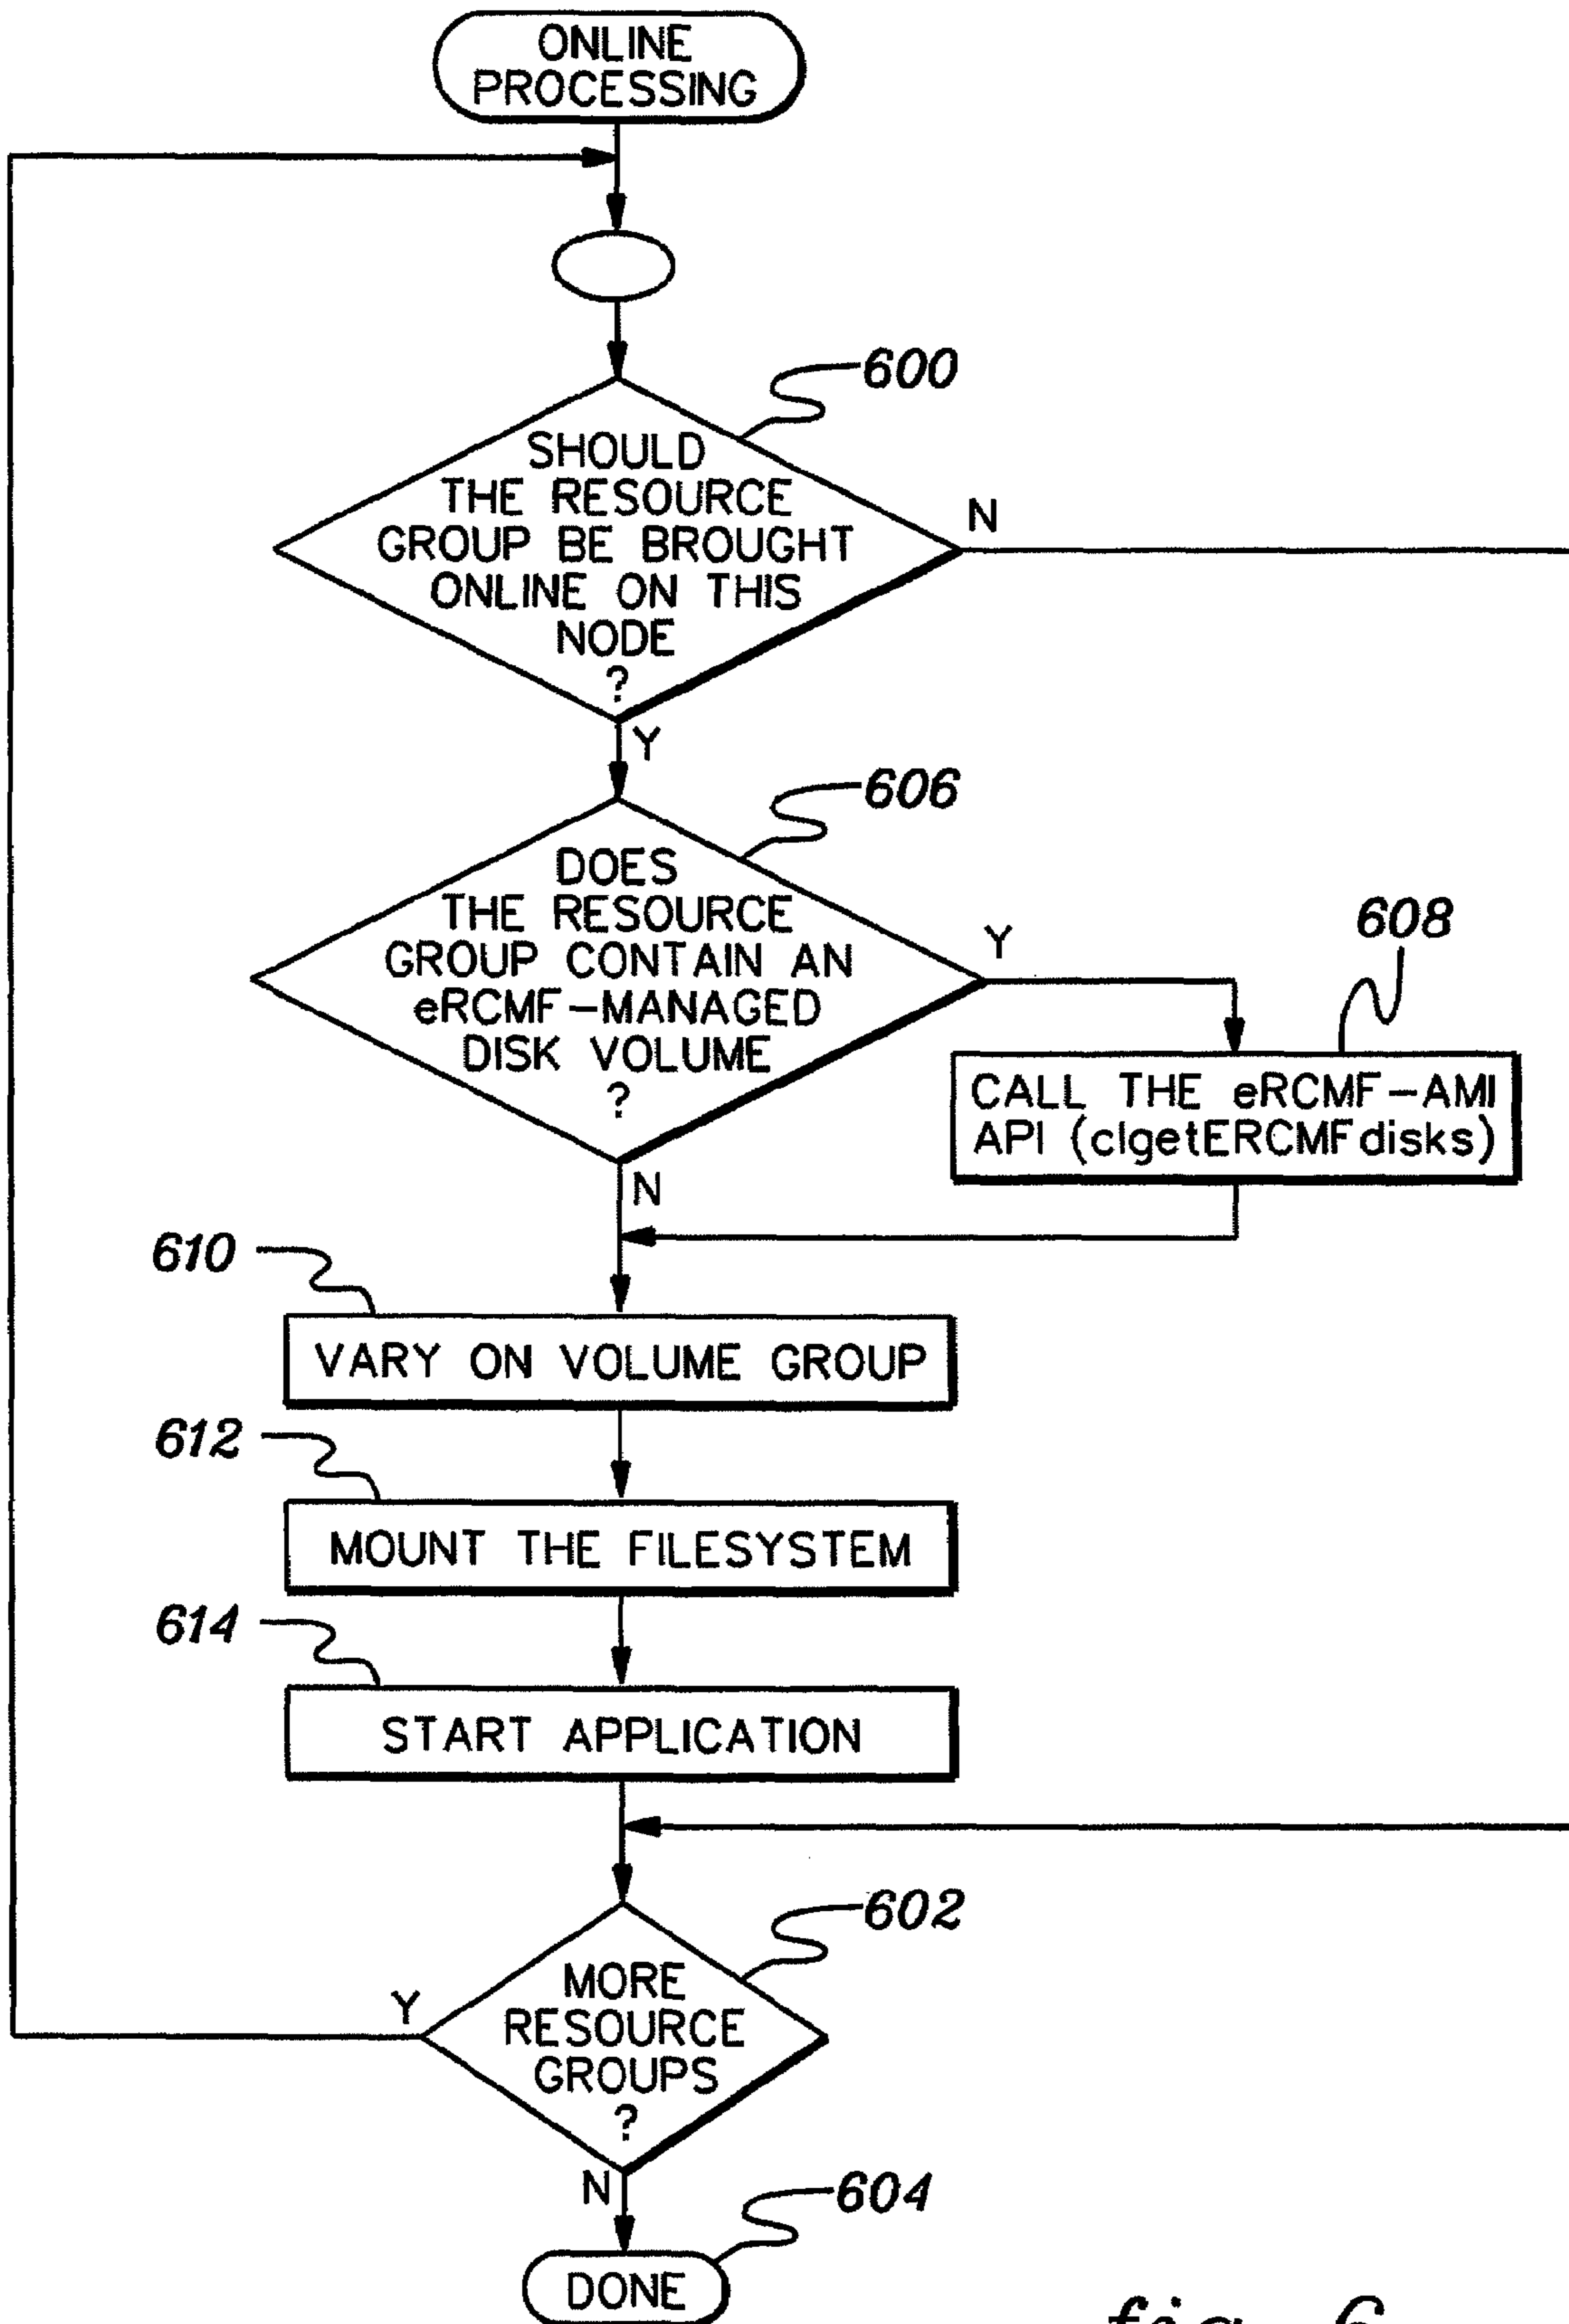 ONLINE
PROCESSING
600
SHOULD
THE RESOURCE
GROUP BE BROUGHT
ONLINE ON THIS
NODE
?
N
Y
606
DOES
THE RESOURCE
GROUP CONTAIN AN
eRCMF-MANAGED
DISK VOLUME
?
Y
608
CALL THE eRCMF-AMI
API (clgetERCMFdisks)
N
610
VARY ON VOLUME GROUP
612
MOUNT THE FILESYSTEM
614
START APPLICATION
602
MORE
RESOURCE
GROUPS
?
Y
N
604
DONE
fig. 6